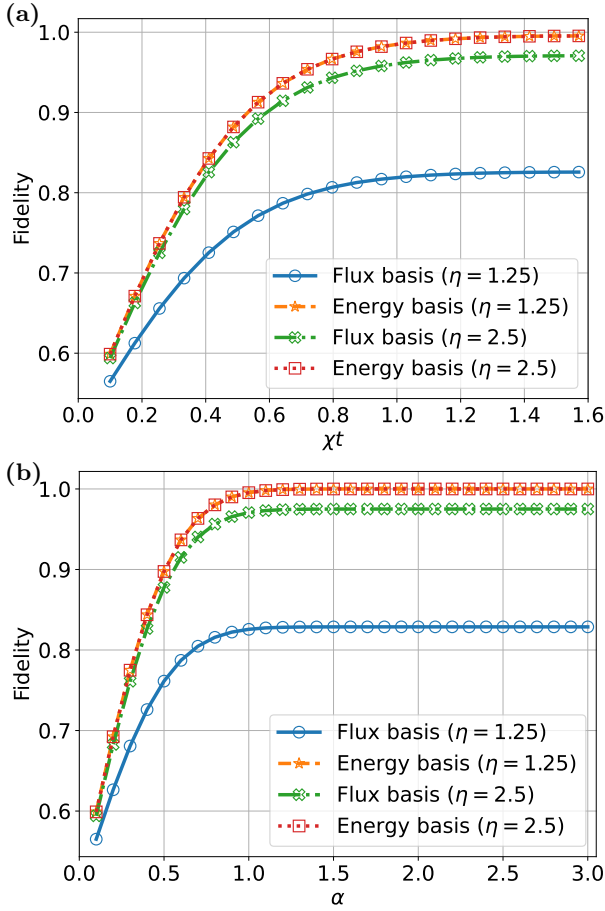 (a)
1.0
0.9
0.8
0.7
0.6
Fidelity
Flux basis (η = 1.25)
Energy basis (η = 1.25)
Flux basis (η = 2.5)
Energy basis (η = 2.5)
0.0 0.2 0.4 0.6 0.8 1.0 1.2 1.4 1.6
χt
(b)
1.0
0.9
0.8
0.7
0.6
Fidelity
Flux basis (η = 1.25)
Energy basis (η = 1.25)
Flux basis (η = 2.5)
Energy basis (η = 2.5)
0.0 0.5 1.0 1.5 2.0 2.5 3.0
α